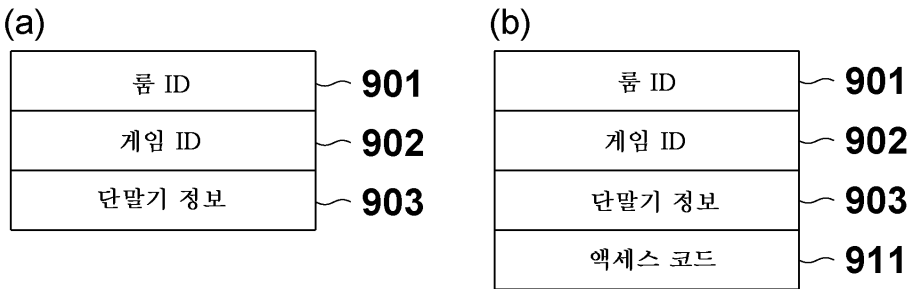 (a)
룸 ID 901
게임 ID 902
단말기 정보 903
(b)
룸 ID 901
게임 ID 902
단말기 정보 903
액세스 코드 911